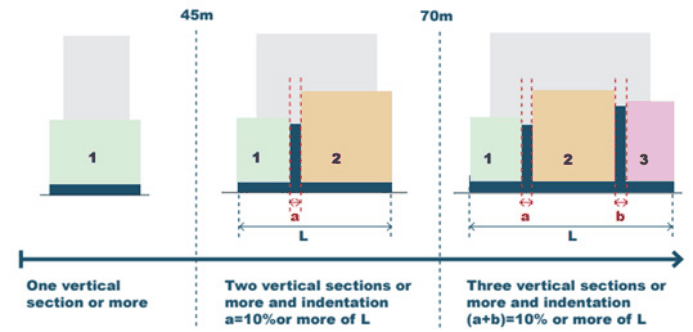 45m
70m
1
1
2
1
2
3
a
a
b
L
L
One vertical
section or more
Two vertical sections or
more and indentation
a=10%or more of L
Three vertical sections or
more and indentation
(a+b)=10% or more of L